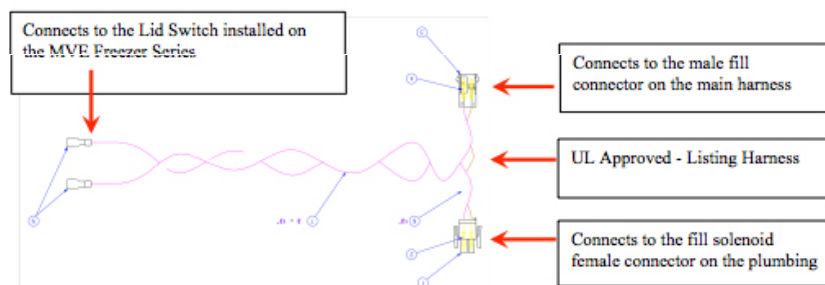 Connects to the Lid Switch installed on
the MVE Freezer Series
Connects to the male fill
connector on the main harness
UL Approved - Listing Harness
Connects to the fill solenoid
female connector on the plumbing